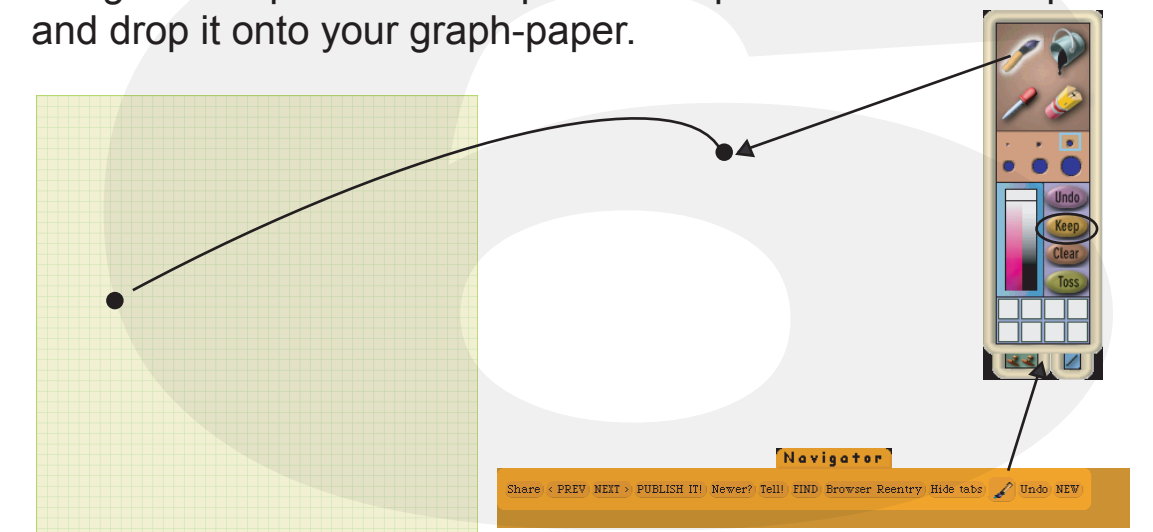 and drop it onto your graph-paper.
Undo
Keep
Clear
Toss
Navigator
Share < PREV NEXT > PUBLISH IT! Newer? Tell! FIND Browser Reentry Hide tabs Undo NEW